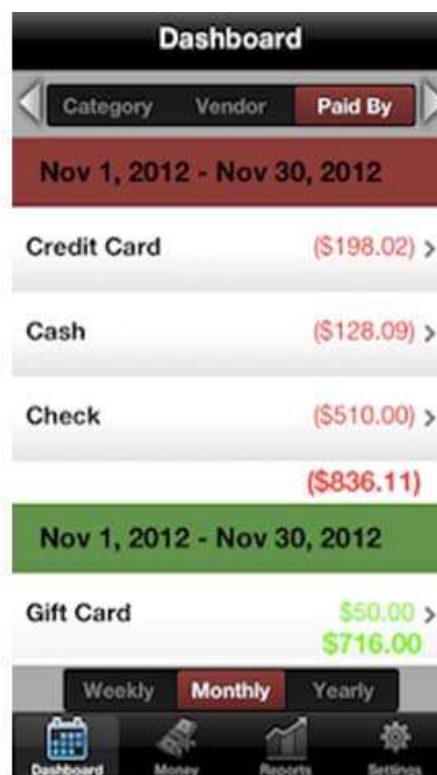 Dashboard
Category Vendor Paid By
Nov 1, 2012 - Nov 30, 2012
Credit Card ($198.02)
Cash ($128.09)
Check ($510.00)
($836.11)
Nov 1, 2012 - Nov 30, 2012
Gift Card $50.00
$716.00
Weekly Monthly Yearly
Dashboard Money Reports Settings